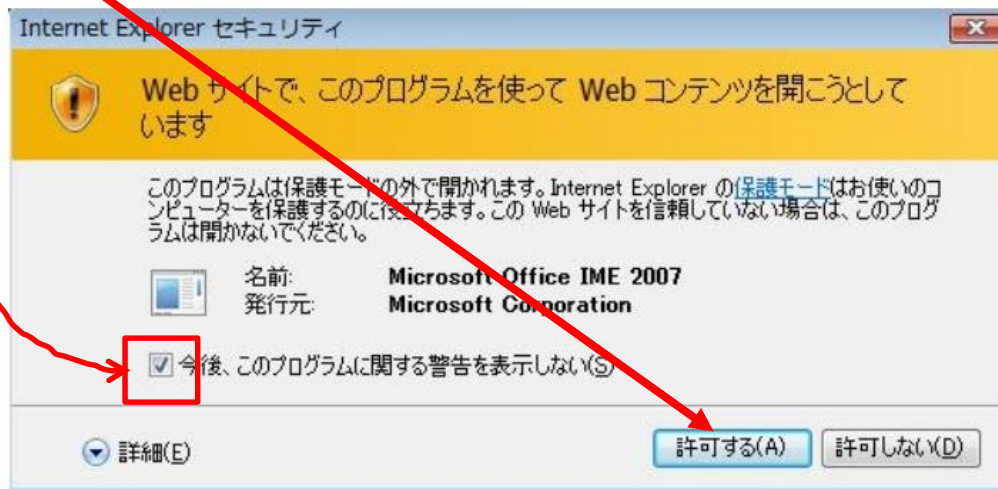 Internet Explorer セキュリティ
Web サイトで、このプログラムを使って Web コンテンツを開こうとして
います
このプログラムは保護モードの外で開かれます。Internet Explorer の保護モードはお使いのコ
ンピューターを保護するのに役立ちます。この Web サイトを信頼していない場合は、このプログ
ラムは開かないでください。
名前: Microsoft Office IME 2007
発行元: Microsoft Corporation
今後、このプログラムに関する警告を表示しない(S)
詳細(E) 許可する(A) 許可しない(D)